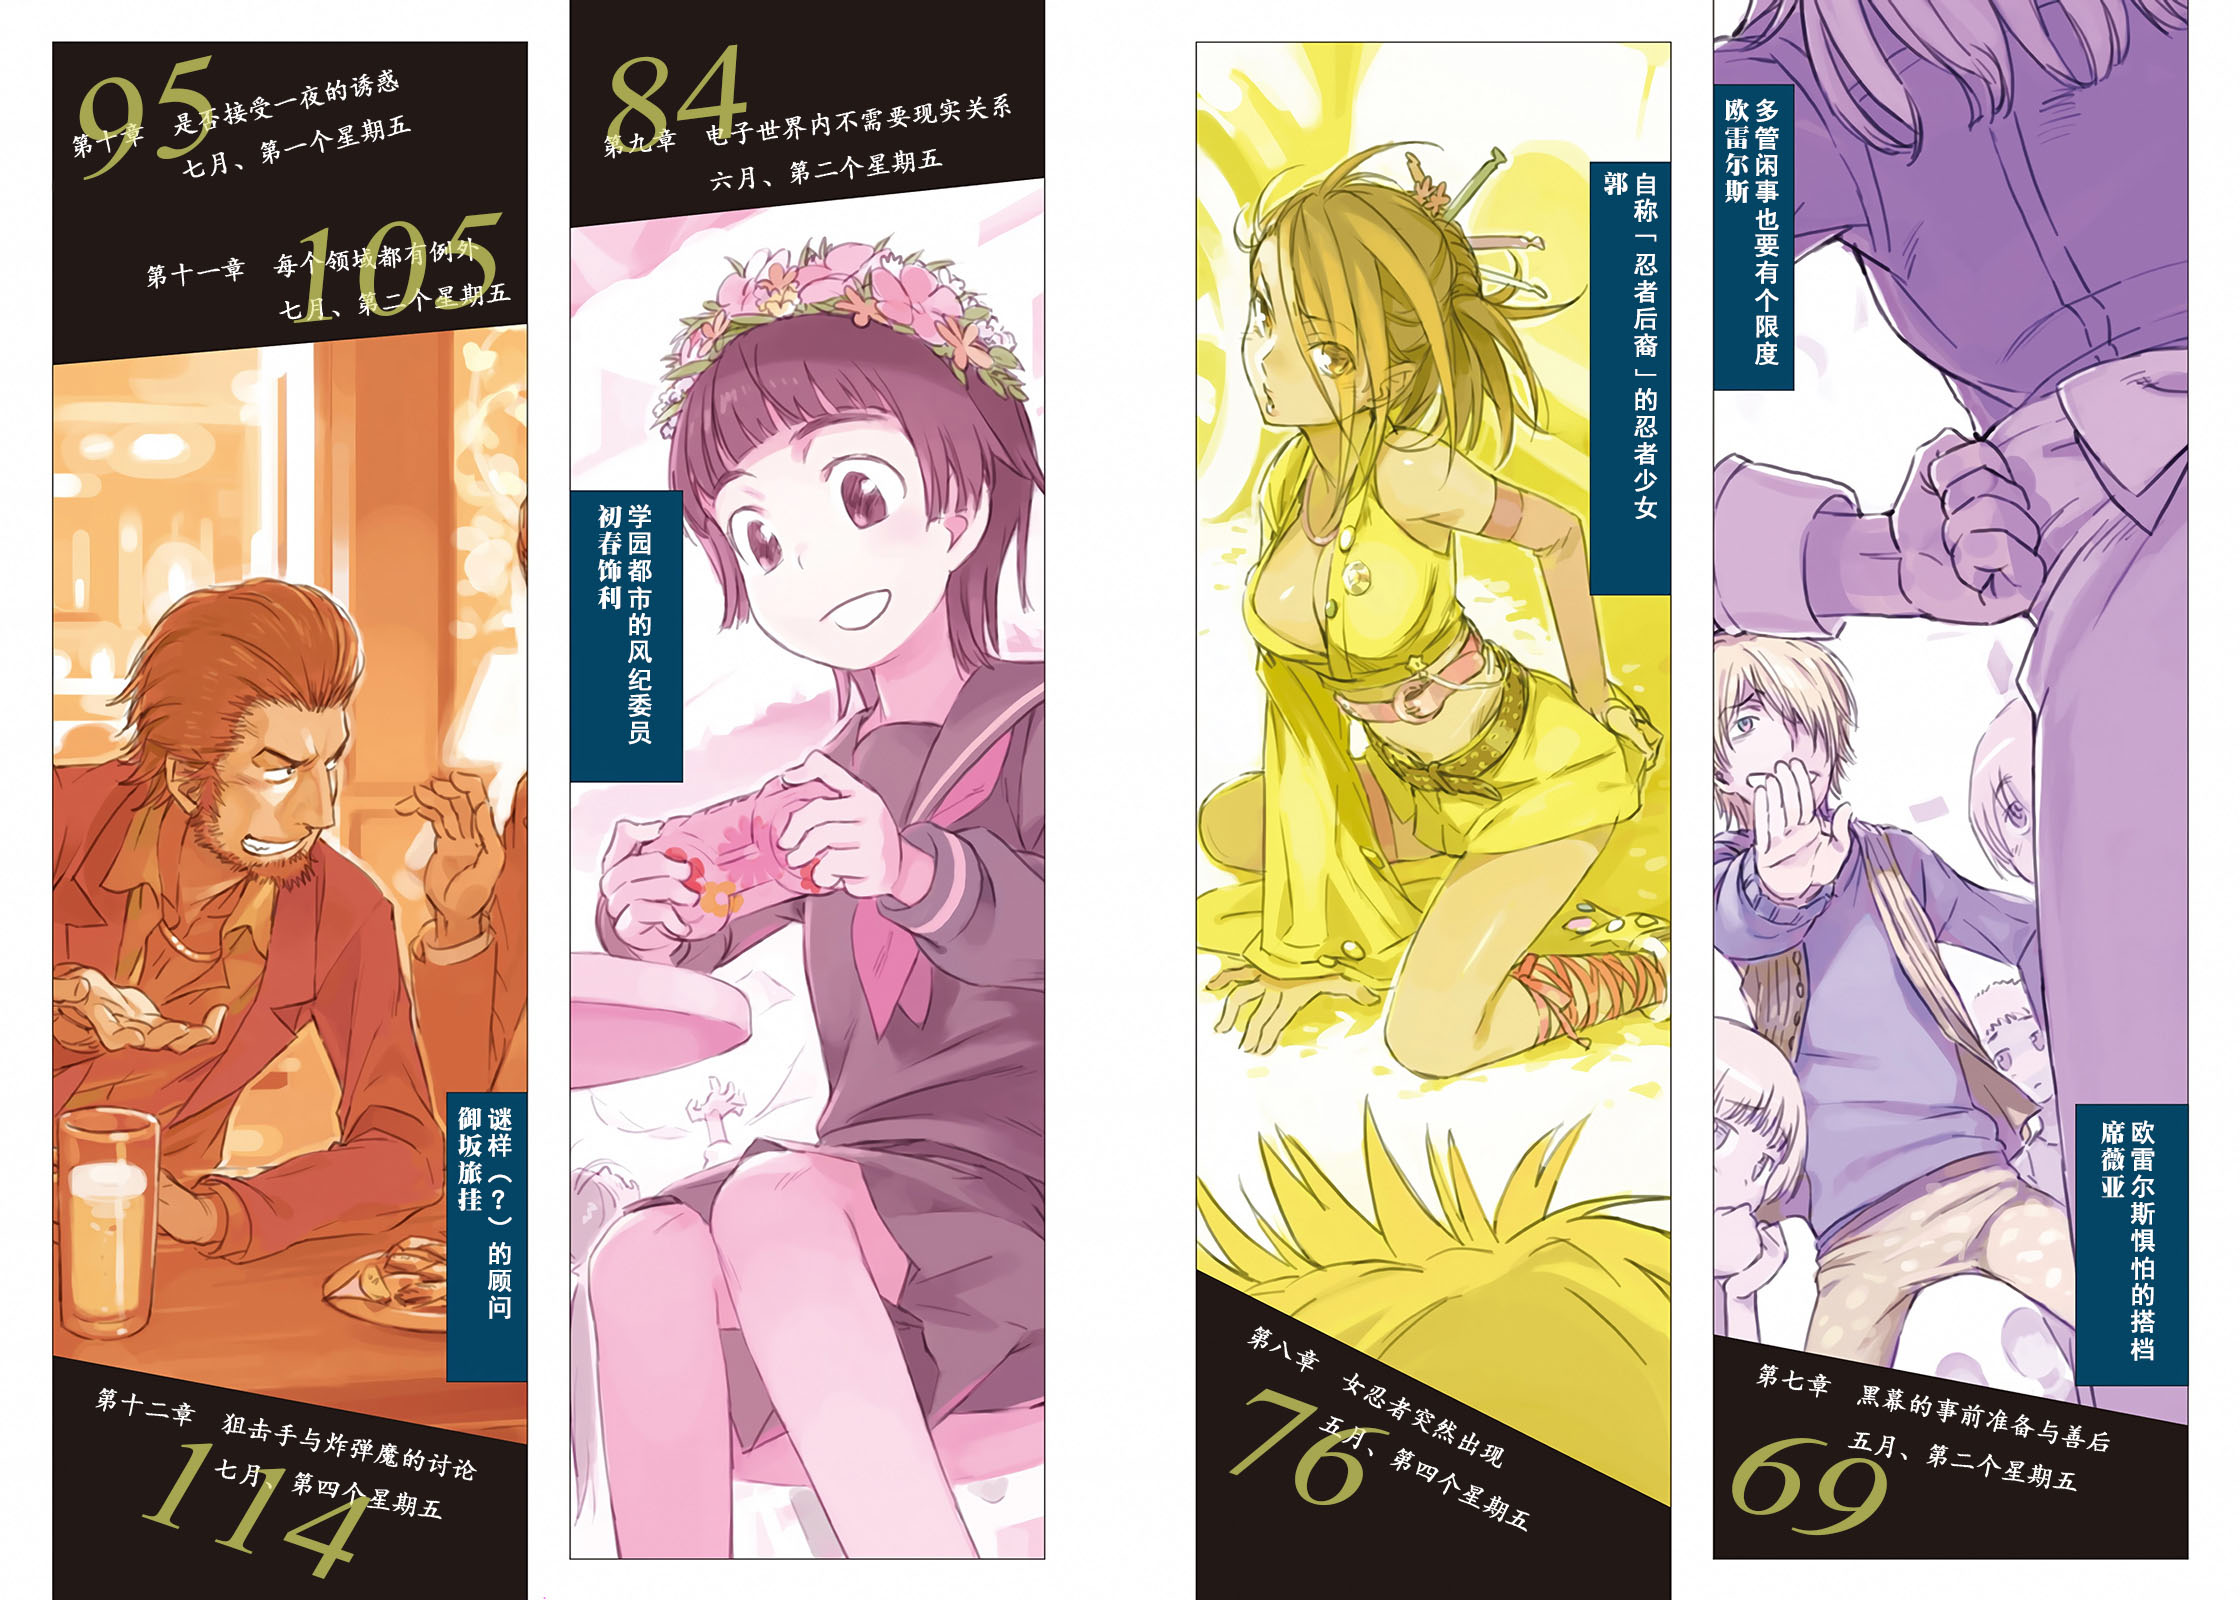 多管闲事也要有个限度
欧雷尔斯
欧雷尔斯惧怕的搭档
席薇亚
第七章　黑幕的事前准备与善后
五月、第二个星期五
69
自称「忍者后裔」的忍者少女
郭
第八章　女忍者突然出现
五月、第四个星期五
76
84
第九章　电子世界内不需要现实关系
六月、第二个星期五
学园都市的风纪委员
初春饰利
95
第十章　是否接受一夜的诱惑
七月、第一个星期五
105
第十一章　每个领域都有例外
七月、第二个星期五
谜样（？）的顾问
御坂旅挂
第十二章　狙击手与炸弹魔的讨论
七月、第四个星期五
114